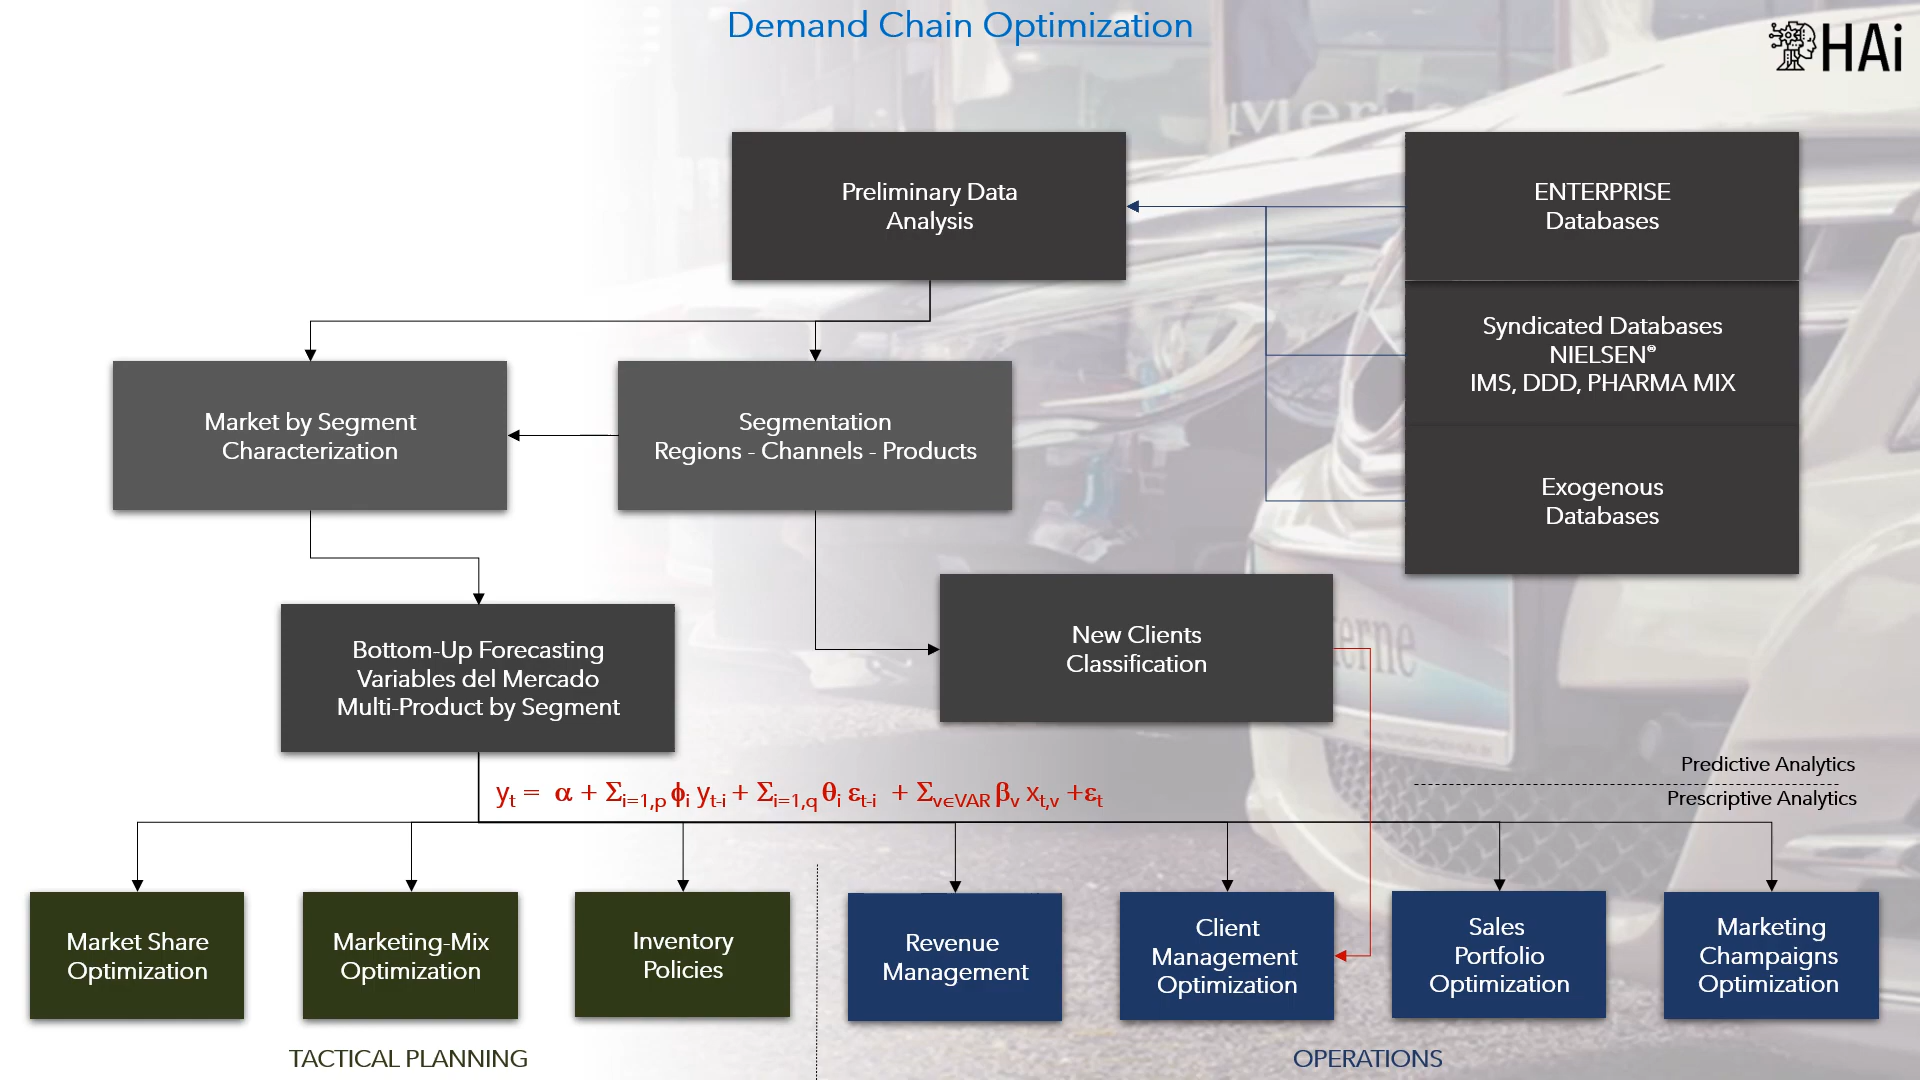 Demand Chain Optimization
HAi
Mer
Preliminary Data
Analysis
ENTERPRISE
Databases
Syndicated Databases
NIELSEN®
IMS, DDD, PHARMA MIX
Exogenous
Databases
Market by Segment
Characterization
Segmentation
Regions - Channels - Products
Bottom-Up Forecasting
Variables del Mercado
Multi-Product by Segment
New Clients
Classification
erne
Predictive Analytics
Prescriptive Analytics
yt = α + Σi=1,p ϕi yt-i + Σi=1,q θi εt-i + Σv∈VAR βv xt,v +εt
Market Share
Optimization
Marketing-Mix
Optimization
Inventory
Policies
Revenue
Management
Client
Management
Optimization
Sales
Portfolio
Optimization
Marketing
Champaigns
Optimization
TACTICAL PLANNING
OPERATIONS